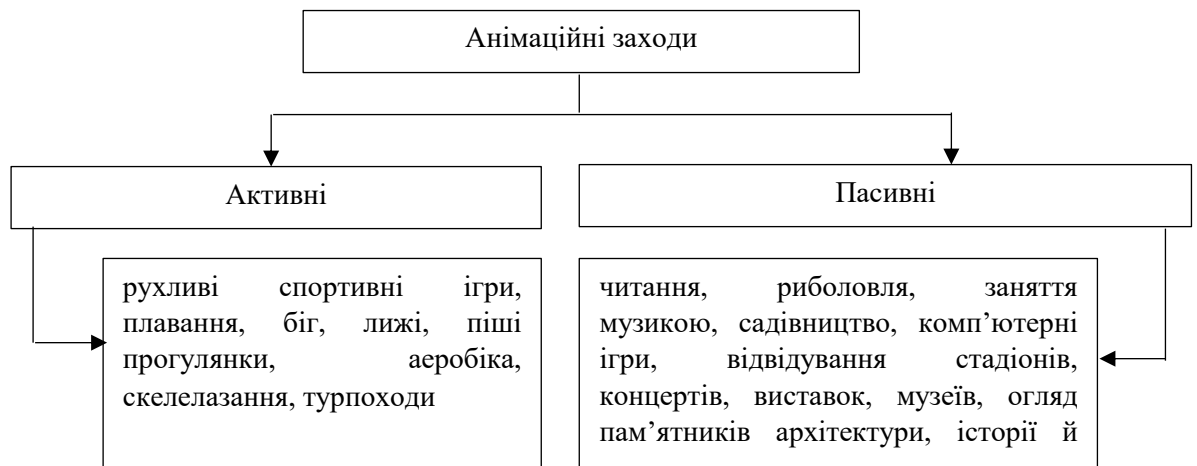 Анімаційні заходи
Активні
Пасивні
рухливі спортивні ігри,
плавання, біг, лижі, піші
прогулянки, аеробіка,
скелелазання, турпоходи
читання, риболовля, заняття
музикою, садівництво, комп’ютерні
ігри, відвідування стадіонів,
концертів, виставок, музеїв, огляд
пам’ятників архітектури, історії й